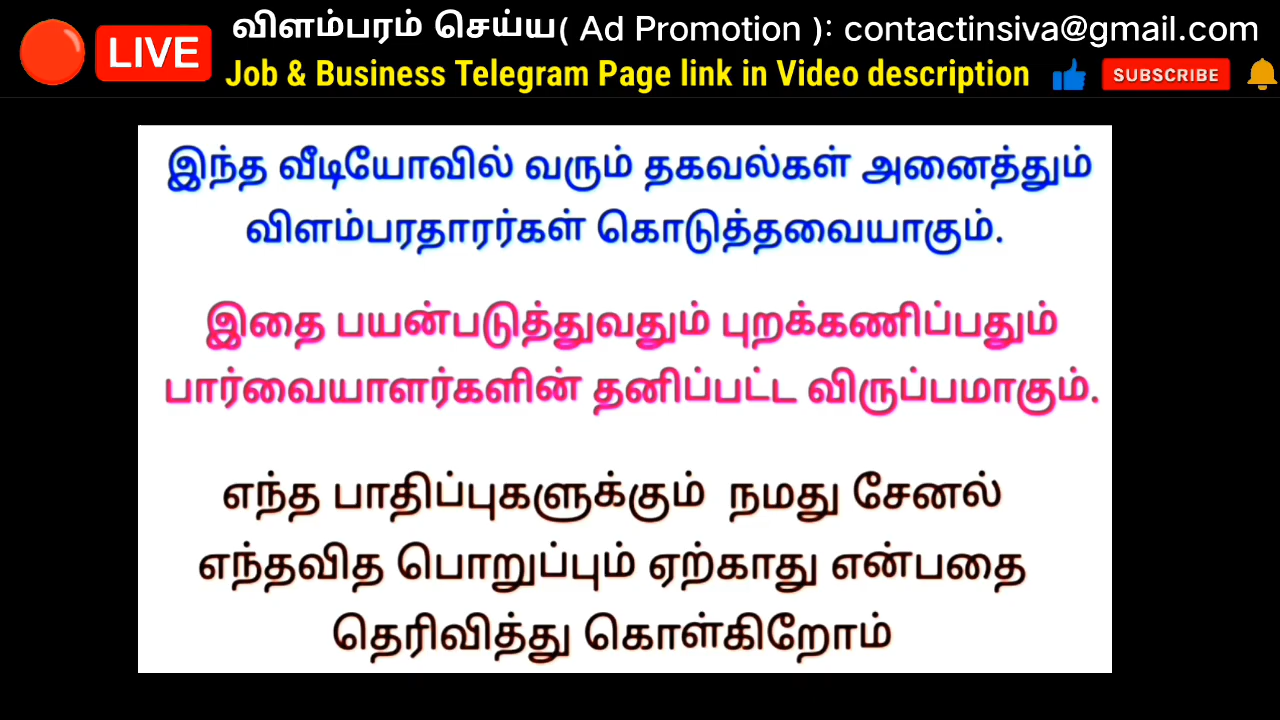 LIVE
விளம்பரம் செய்ய( Ad Promotion ): contactinsiva@gmail.com
Job & Business Telegram Page link in Video description
SUBSCRIBE
இந்த வீடியோவில் வரும் தகவல்கள் அனைத்தும்
விளம்பரதாரர்கள் கொடுத்தவையாகும்.
இதை பயன்படுத்துவதும் புறக்கணிப்பதும்
பார்வையாளர்களின் தனிப்பட்ட விருப்பமாகும்.
எந்த பாதிப்புகளுக்கும் நமது சேனல்
எந்தவித பொறுப்பும் ஏற்காது என்பதை
தெரிவித்து கொள்கிறோம்